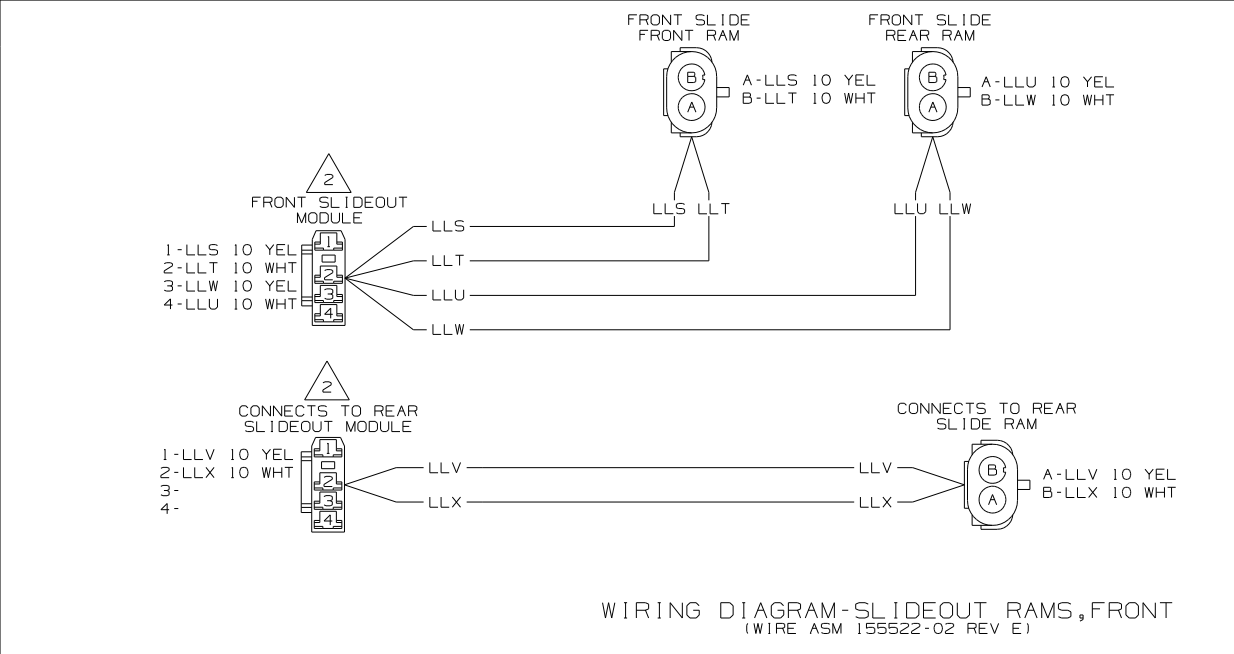 FRONT SLIDE
FRONT RAM
B
A
A-LLS 10 YEL
B-LLT 10 WHT
FRONT SLIDE
REAR RAM
B
A
A-LLU 10 YEL
B-LLW 10 WHT
LLS LLT
LLU LLW
2
FRONT SLIDEOUT
MODULE
1-LLS 10 YEL
2-LLT 10 WHT
3-LLW 10 YEL
4-LLU 10 WHT
1
2
3
4
LLS
LLT
LLU
LLW
2
CONNECTS TO REAR
SLIDEOUT MODULE
1-LLV 10 YEL
2-LLX 10 WHT
3-
4-
1
2
3
4
LLV
LLX
LLV
LLX
CONNECTS TO REAR
SLIDE RAM
B
A
A-LLV 10 YEL
B-LLX 10 WHT
WIRING DIAGRAM-SLIDEOUT RAMS,FRONT
(WIRE ASM 155522-02 REV E)